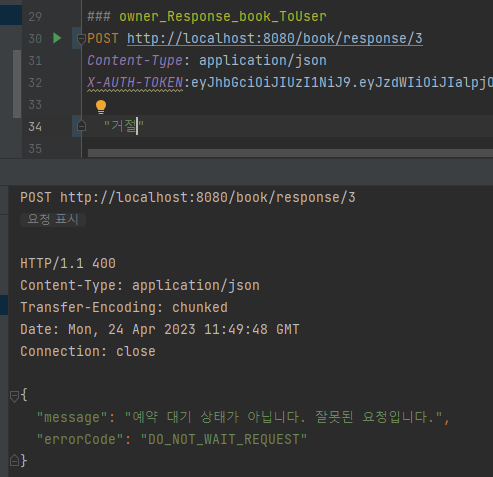 29 ### owner_Response_book_ToUser
30 POST http://localhost:8080/book/response/3
31 Content-Type: application/json
32 X-AUTH-TOKEN:eyJhbGciOiJIUzI1NiJ9.eyJzdWIiOiJIalpjO
33
34 "거절"
35
POST http://localhost:8080/book/response/3
요청 표시
HTTP/1.1 400
Content-Type: application/json
Transfer-Encoding: chunked
Date: Mon, 24 Apr 2023 11:49:48 GMT
Connection: close
{
"message": "예약 대기 상태가 아닙니다. 잘못된 요청입니다.",
"errorCode": "DO_NOT_WAIT_REQUEST"
}